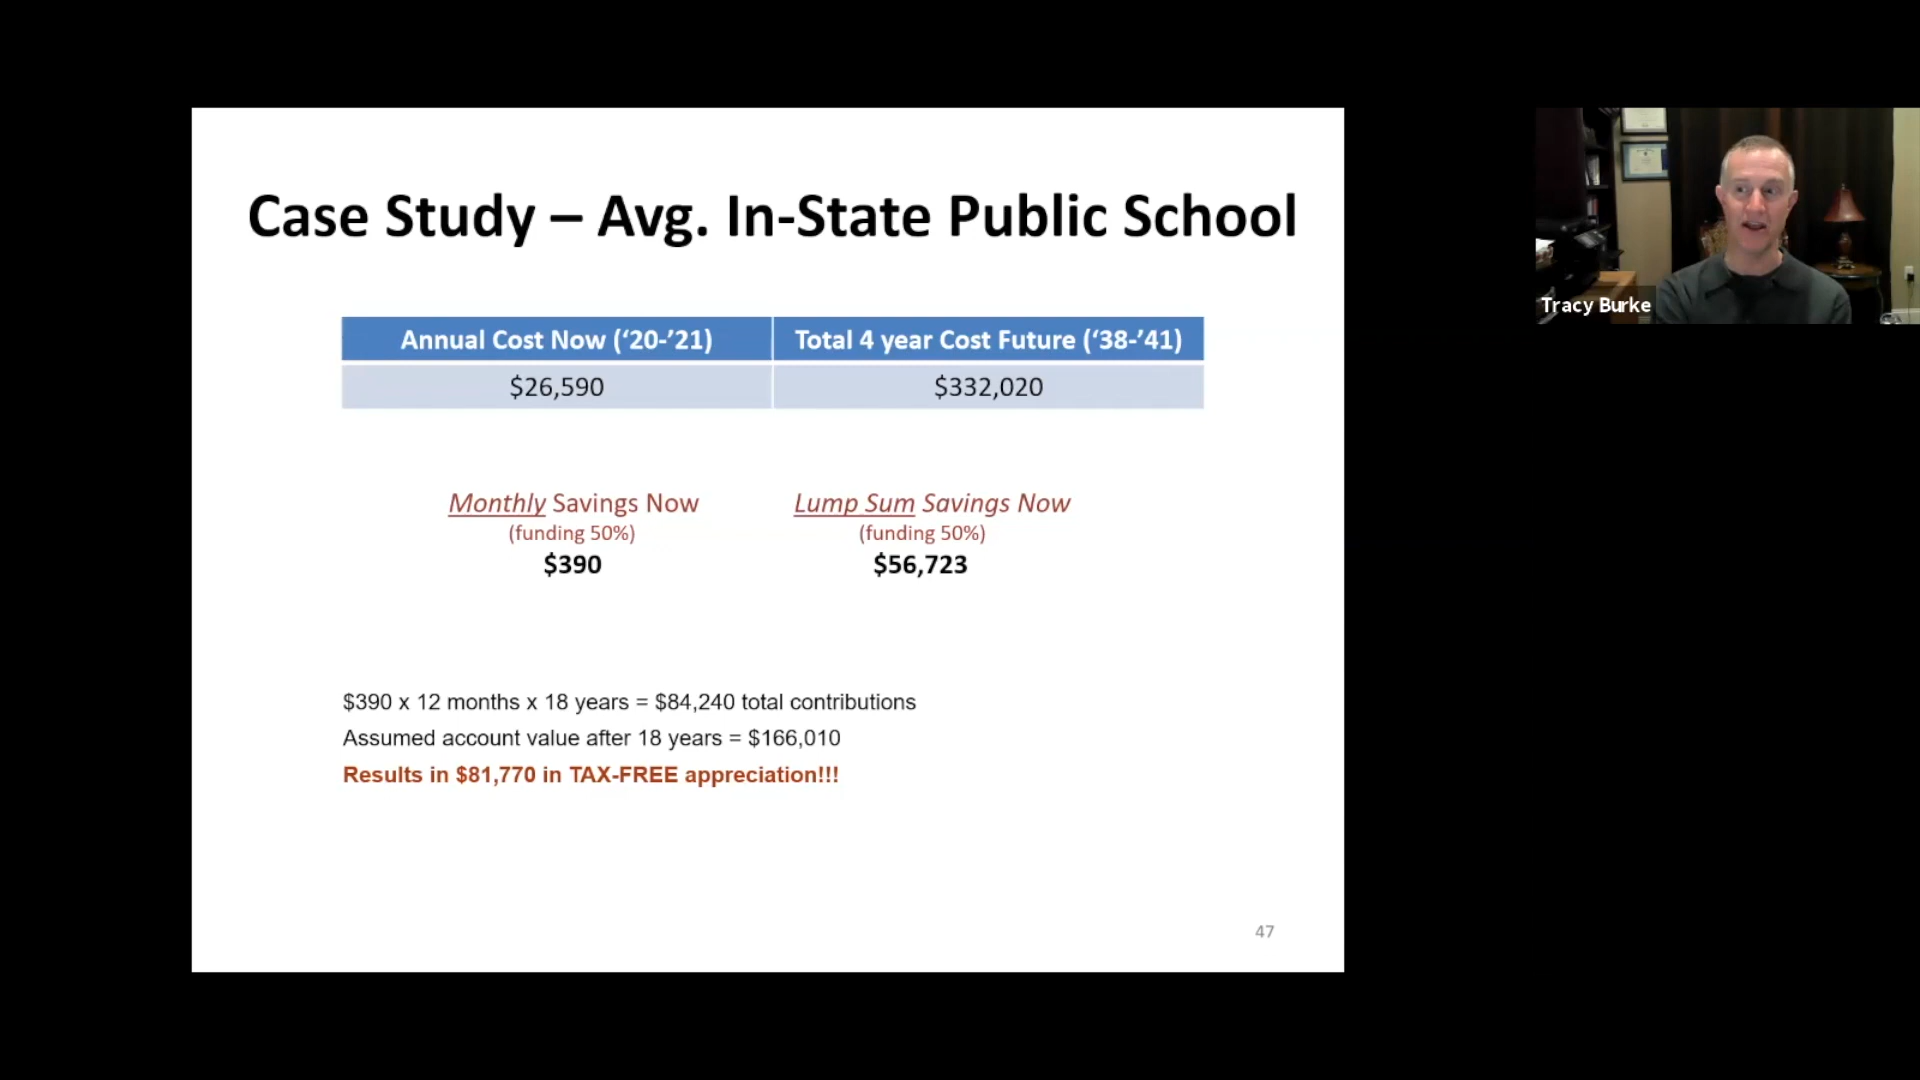 Case Study – Avg. In-State Public School
Annual Cost Now (‘20-’21) Total 4 year Cost Future (‘38-’41)
$26,590 $332,020
Monthly Savings Now Lump Sum Savings Now
(funding 50%) (funding 50%)
$390 $56,723
$390 x 12 months x 18 years = $84,240 total contributions
Assumed account value after 18 years = $166,010
Results in $81,770 in TAX-FREE appreciation!!!
47
Tracy Burke